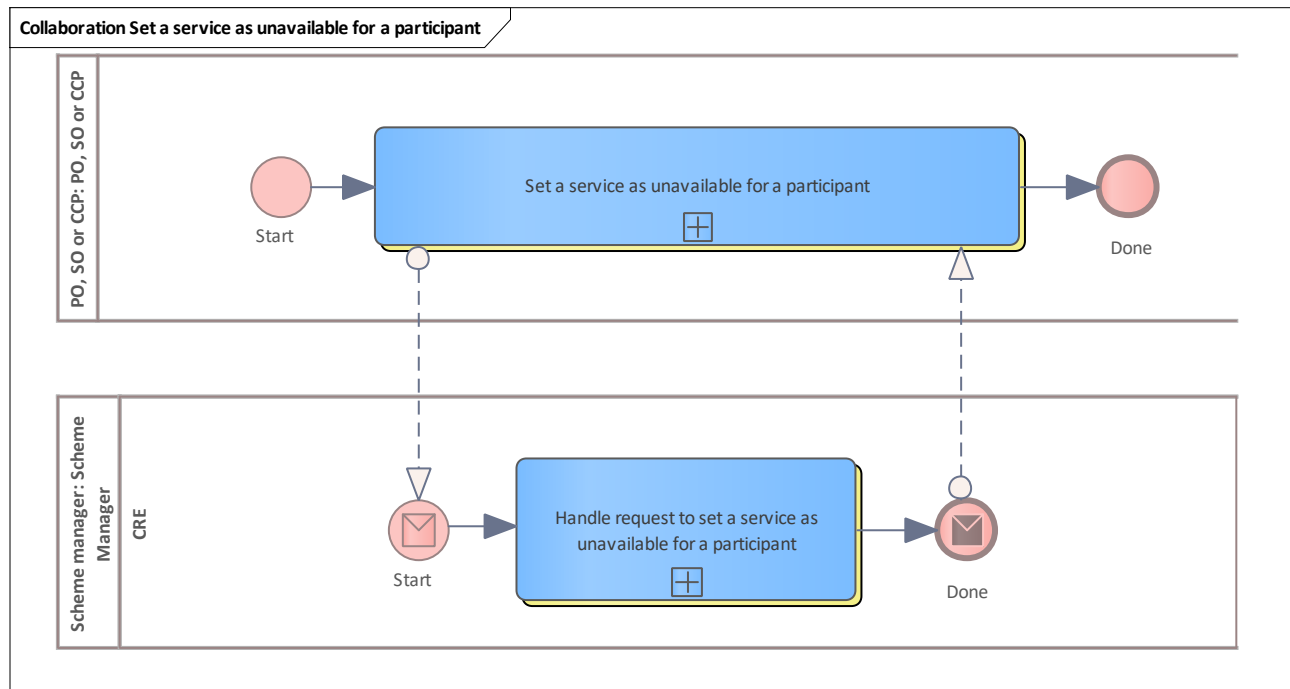 Collaboration Set a service as unavailable for a participant
PO, SO or CCP: PO, SO or CCP
Set a service as unavailable for a participant
Start
Done
Scheme manager: Scheme
Manager
CRE
Handle request to set a service as
unavailable for a participant
Start
Done